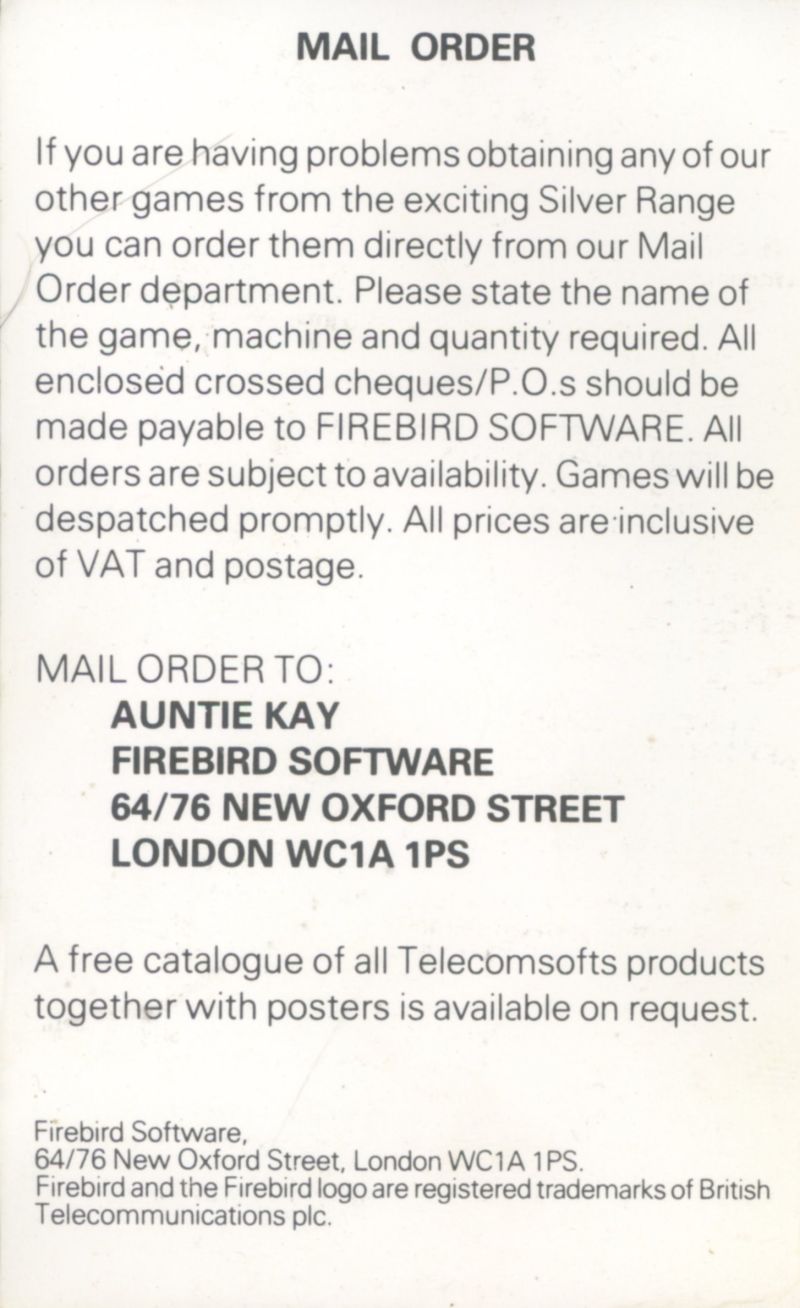 MAIL ORDER
If you are having problems obtaining any of our
other games from the exciting Silver Range
you can order them directly from our Mail
Order department. Please state the name of
the game, machine and quantity required. All
enclosed crossed cheques/P.O.s should be
made payable to FIREBIRD SOFTWARE. All
orders are subject to availability. Games will be
despatched promptly. All prices are inclusive
of VAT and postage.
MAIL ORDER TO:
AUNTIE KAY
FIREBIRD SOFTWARE
64/76 NEW OXFORD STREET
LONDON WC1A 1PS
A free catalogue of all Telecomsofts products
together with posters is available on request.
Firebird Software,
64/76 New Oxford Street, London WC1A 1PS.
Firebird and the Firebird logo are registered trademarks of British
Telecommunications plc.